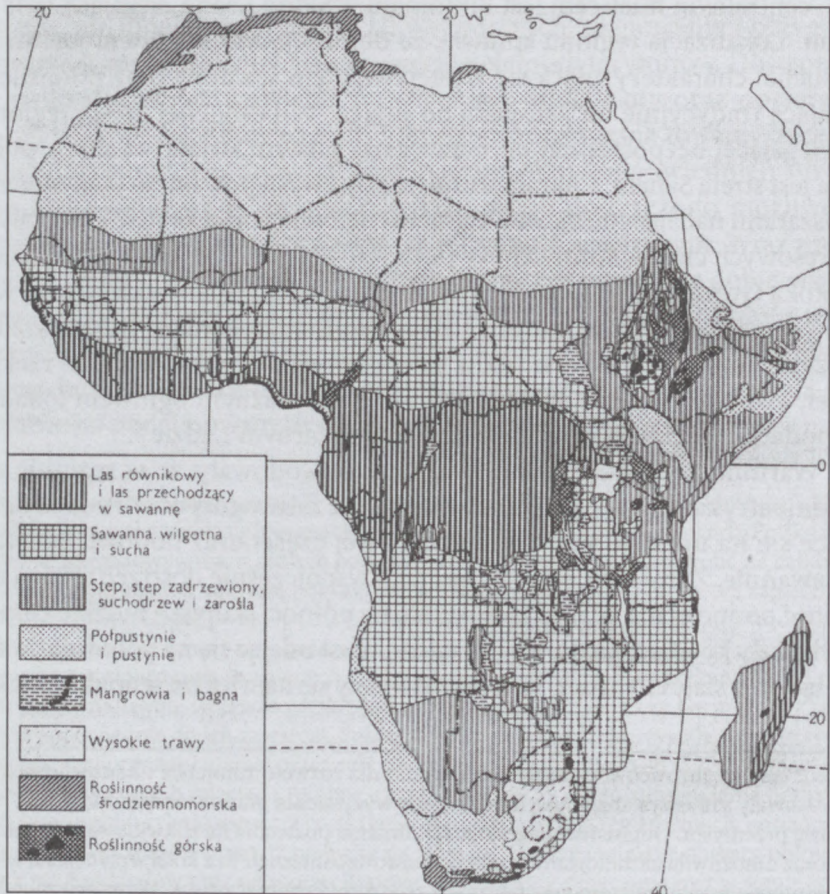 20
0
20
Las równikowy
i las przechodzący
w sawannę
Sawanna wilgotna
i sucha
Step, step zadrzewiony,
suchodrzew i zarośla
Półpustynie
i pustynie
Mangrowia i bagna
Wysokie trawy
Roślinność
śródziemnomorska
Roślinność górska
0
20
40